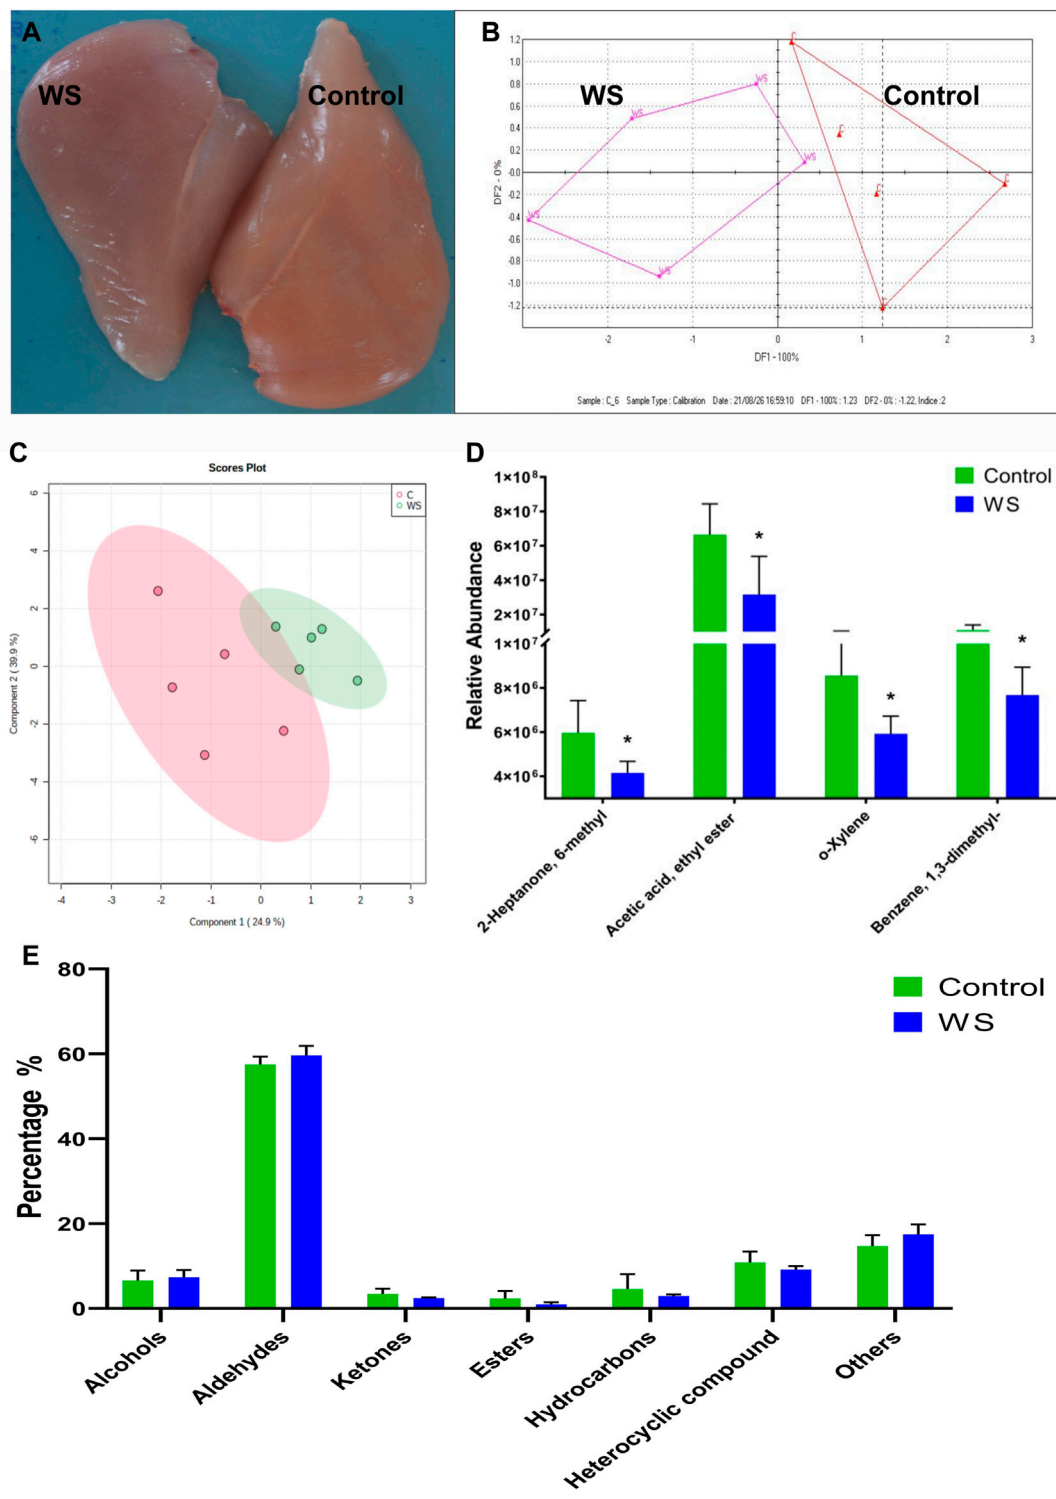 A
WS
Control
B
WS
Control
1.2
1.0
0.8
0.6
0.4
0.2
-0.0
-0.2
-0.4
-0.6
-0.8
-1.0
-1.2
DF2 - 0%
WS
WS
WS
WS
WS
C
C
C
C
C
-2
-1
0
1
2
3
DF1 - 100%
Sample : C_6 Sample Type : Calibration Date : 21/08/26 16:59:10 DF1 - 100% : 1.23 DF2 - 0% : -1.22, Indice :2
C
Scores Plot
C
WS
6
4
2
0
-2
-4
-6
Component 2 ( 39.9 %)
-4
-3
-2
-1
0
1
2
3
Component 1 ( 24.9 %)
D
Control
WS
1×10⁸
8×10⁷
6×10⁷
4×10⁷
2×10⁷
1×10⁷
8×10⁶
6×10⁶
4×10⁶
Relative Abundance
*
*
*
*
2-Heptanone, 6-methyl
Acetic acid, ethyl ester
o-Xylene
Benzene, 1,3-dimethyl-
E
Control
WS
80
60
40
20
0
Percentage %
Alcohols
Aldehydes
Ketones
Esters
Hydrocarbons
Heterocyclic compound
Others